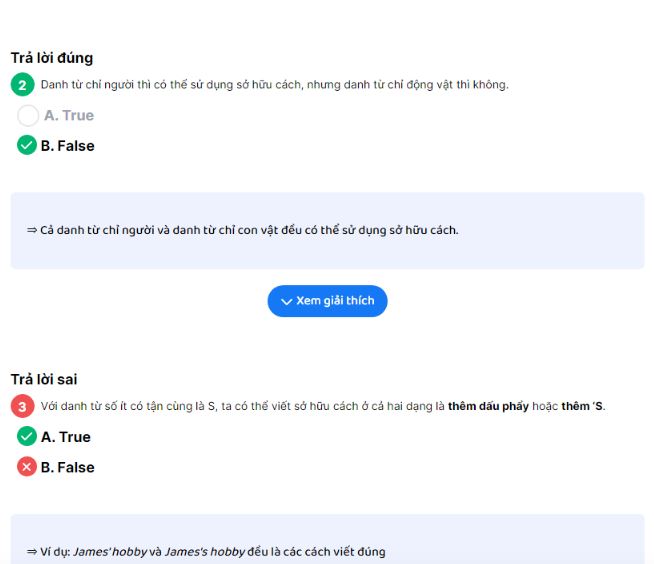 Trả lời đúng
2 Danh từ chỉ người thì có thể sử dụng sở hữu cách, nhưng danh từ chỉ động vật thì không.
A. True
B. False
⇒ Cả danh từ chỉ người và danh từ chỉ con vật đều có thể sử dụng sở hữu cách.
Xem giải thích
Trả lời sai
3 Với danh từ số ít có tận cùng là S, ta có thể viết sở hữu cách ở cả hai dạng là thêm dấu phẩy hoặc thêm ‘S.
A. True
B. False
⇒ Ví dụ: James' hobby và James's hobby đều là các cách viết đúng